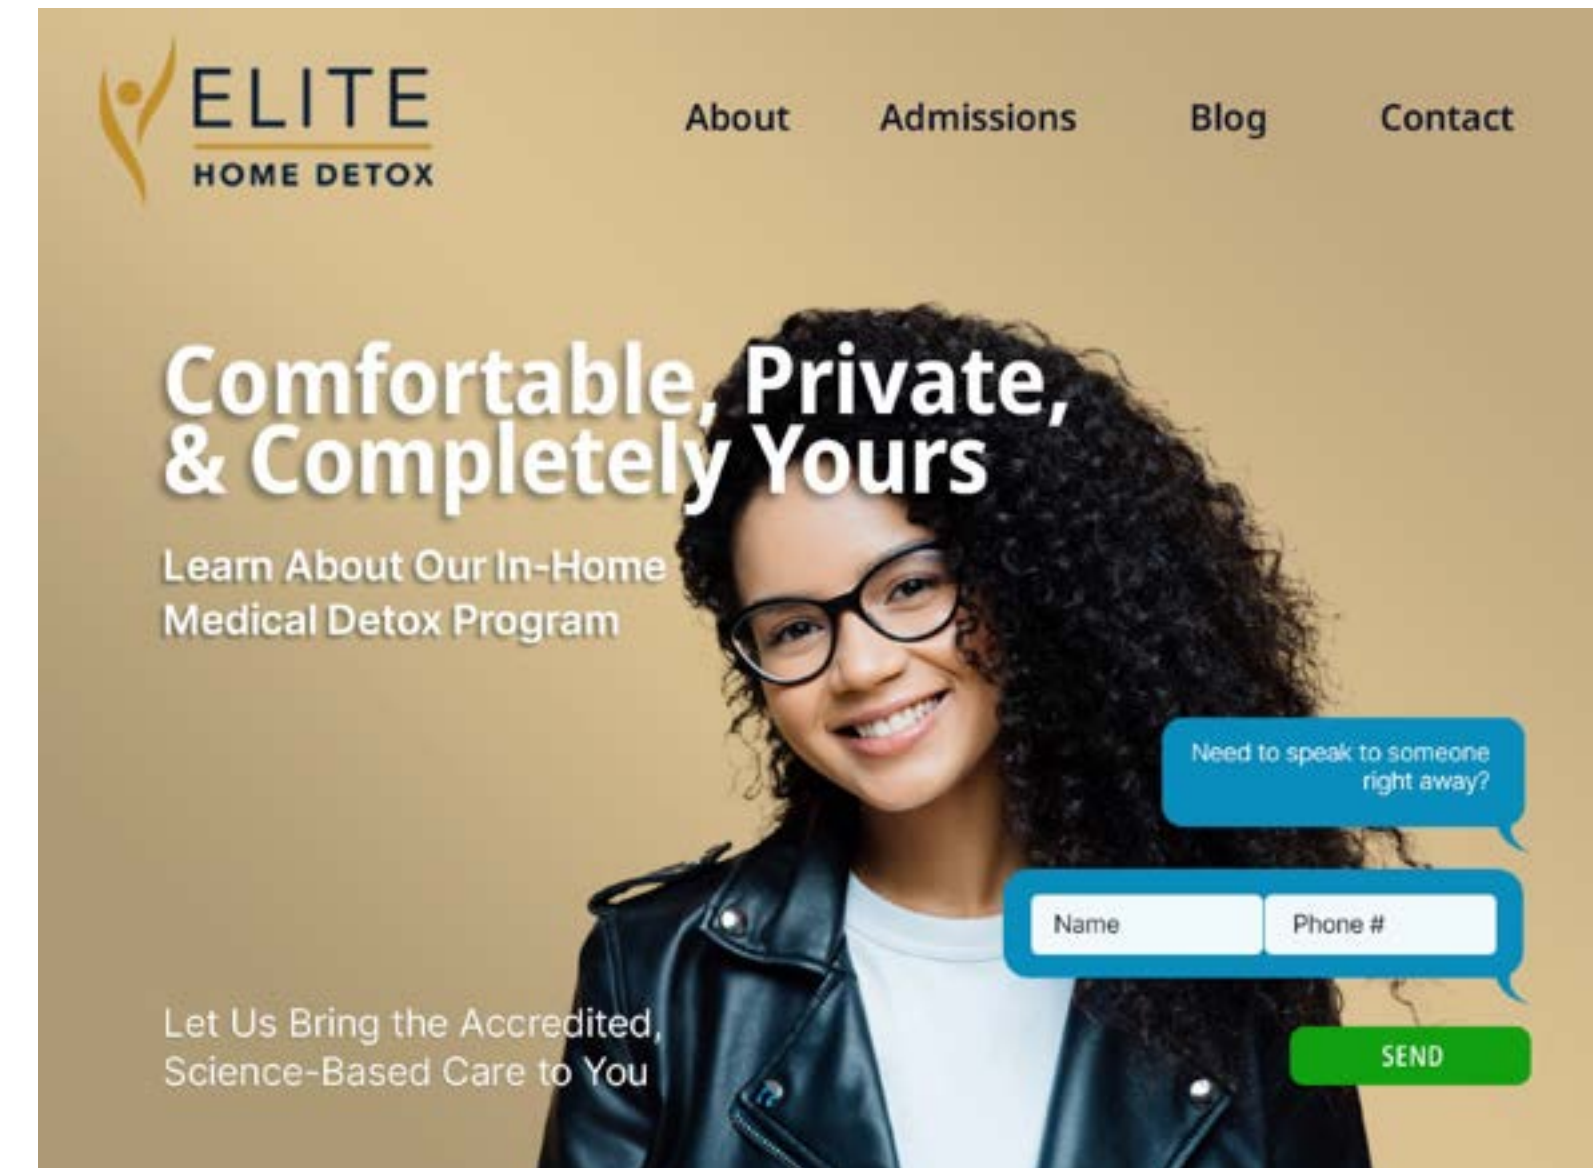 ELITE
HOME DETOX
About
Admissions
Blog
Contact
Comfortable, Private,
& Completely Yours
Learn About Our In-Home
Medical Detox Program
Need to speak to someone
right away?
Name
Phone #
Let Us Bring the Accredited,
Science-Based Care to You
SEND